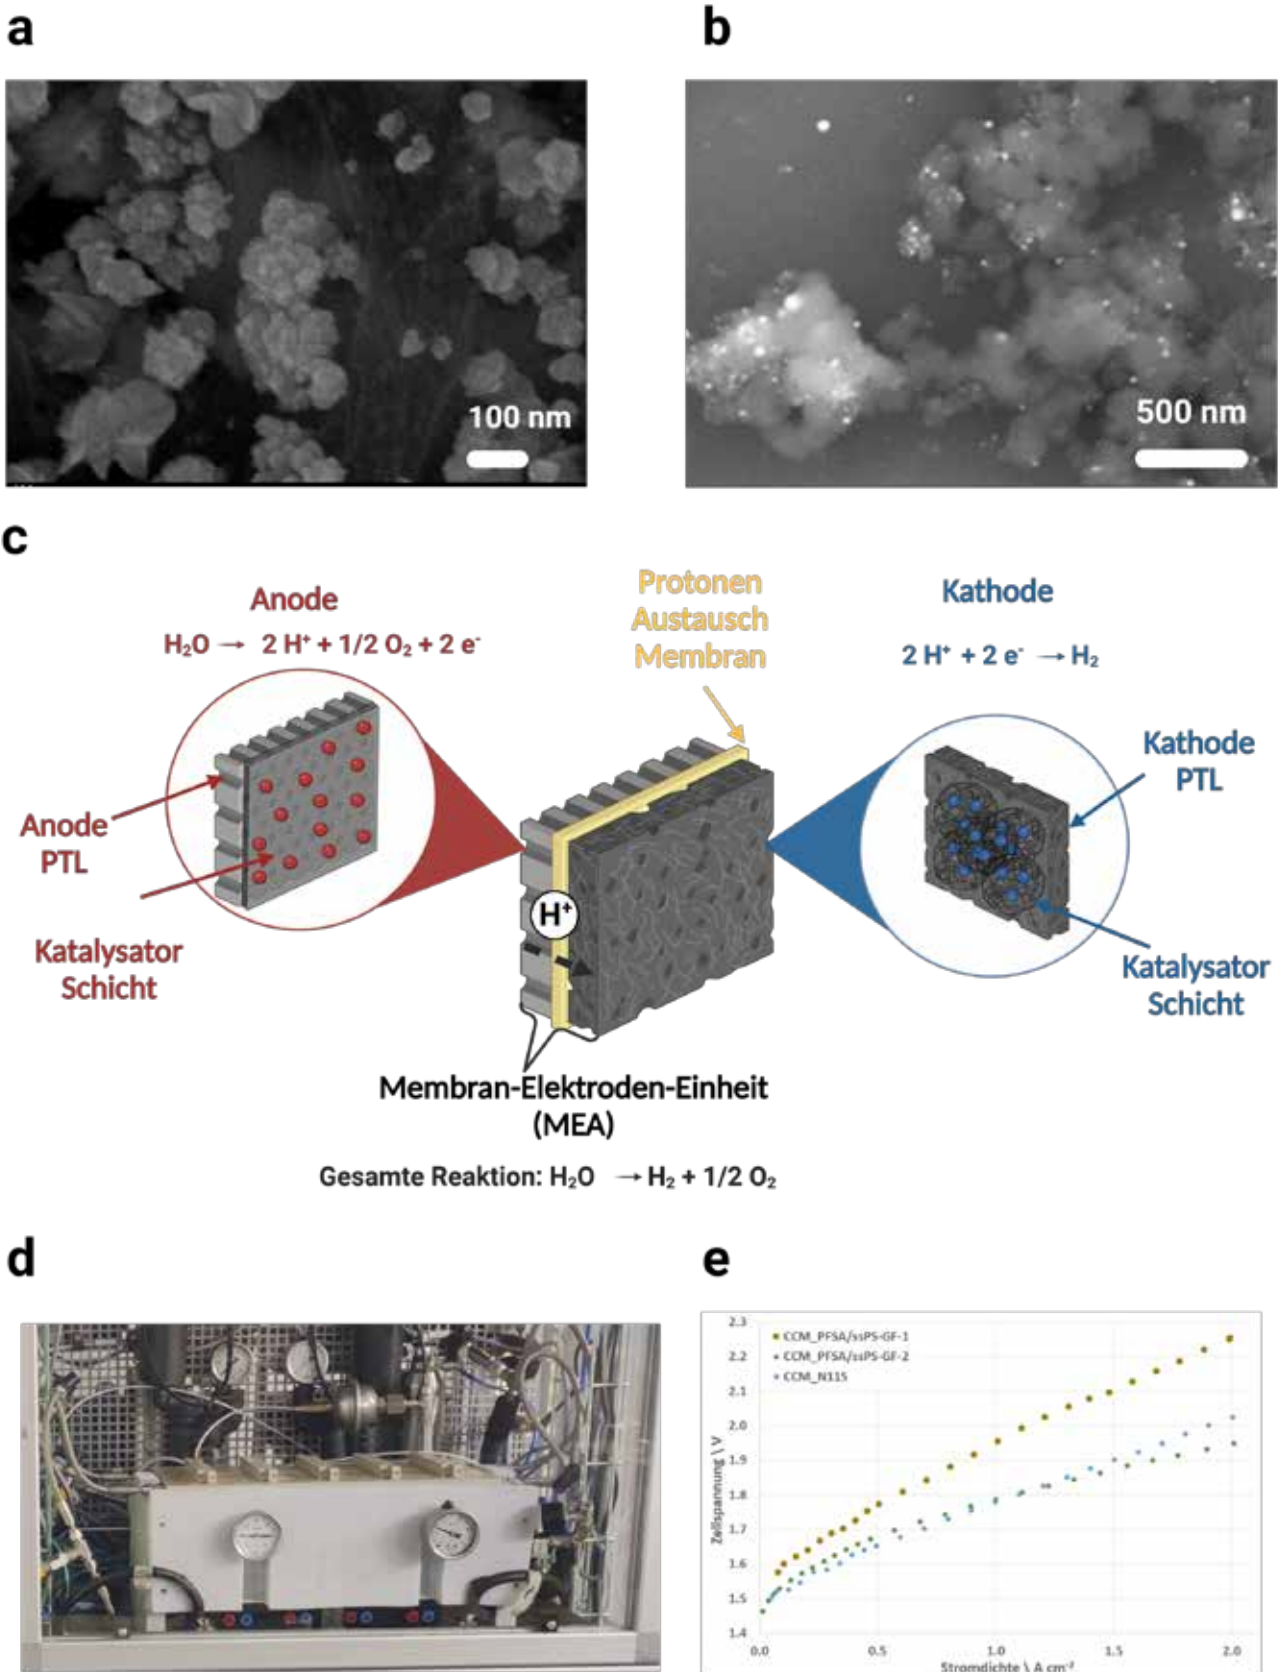 a
b
100 nm
500 nm
c
Anode
H₂O → 2 H⁺ + 1/2 O₂ + 2 e⁻
Protonen
Austausch
Membran
Kathode
2 H⁺ + 2 e⁻ → H₂
Anode
PTL
Katalysator
Schicht
H⁺
Kathode
PTL
Katalysator
Schicht
Membran-Elektroden-Einheit
(MEA)
Gesamte Reaktion: H₂O → H₂ + 1/2 O₂
d
e
CCM_PFSA/ssPS-GF-1
CCM_PFSA/ssPS-GF-2
CCM_N115
Zellspannung \ V
2.3
2.2
2.1
2.0
1.9
1.8
1.7
1.6
1.5
1.4
0.0
0.5
1.0
1.5
2.0
Stromdichte \ A cm⁻²